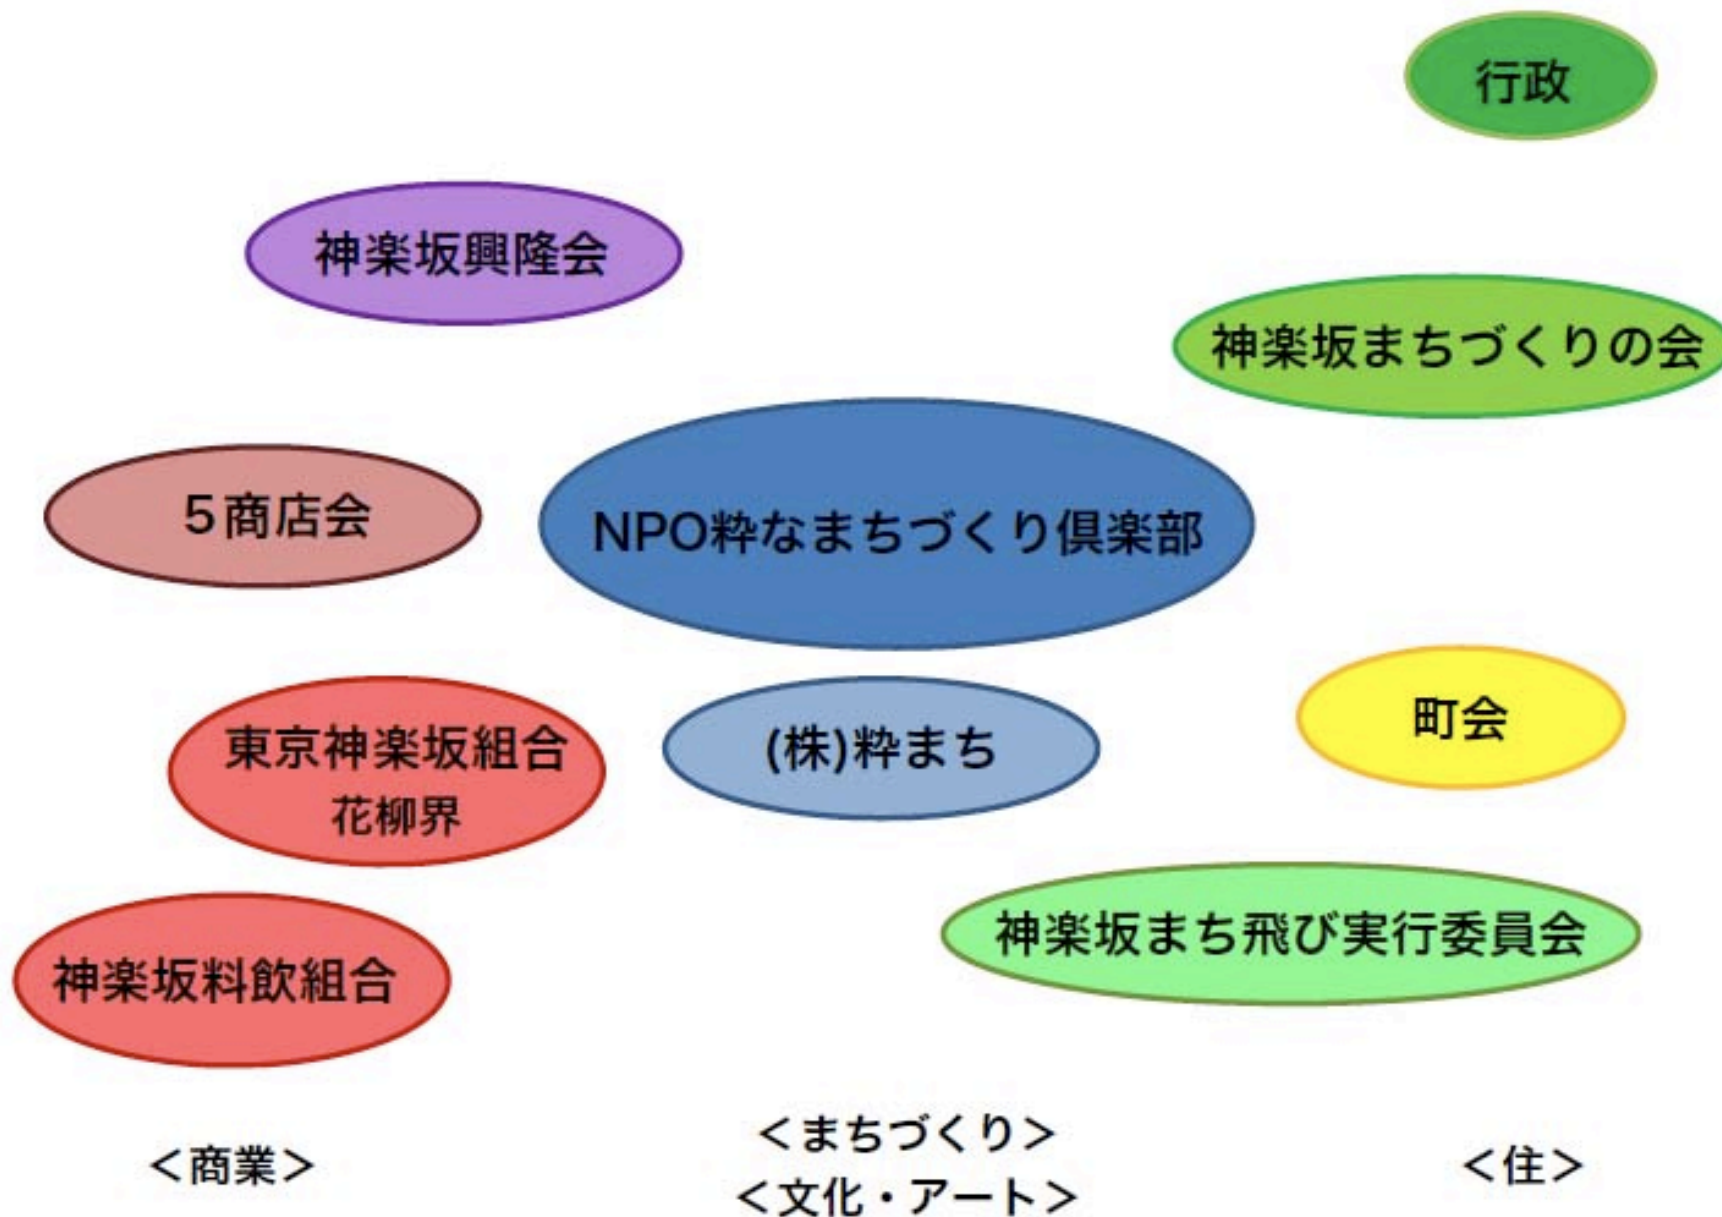 行政
神楽坂興隆会
神楽坂まちづくりの会
５商店会
NPO粋なまちづくり倶楽部
東京神楽坂組合
花柳界
(株)粋まち
町会
神楽坂まち飛び実行委員会
神楽坂料飲組合
＜商業＞
＜まちづくり＞
＜文化・アート＞
＜住＞